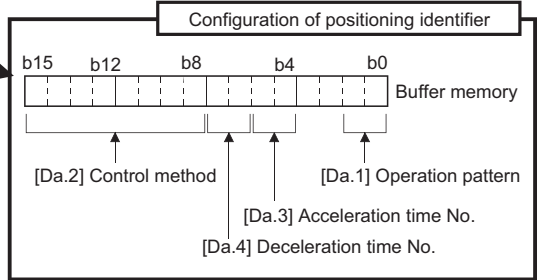 Configuration of positioning identifier
b15 b12 b8 b4 b0
Buffer memory
[Da.2] Control method
[Da.1] Operation pattern
[Da.3] Acceleration time No.
[Da.4] Deceleration time No.